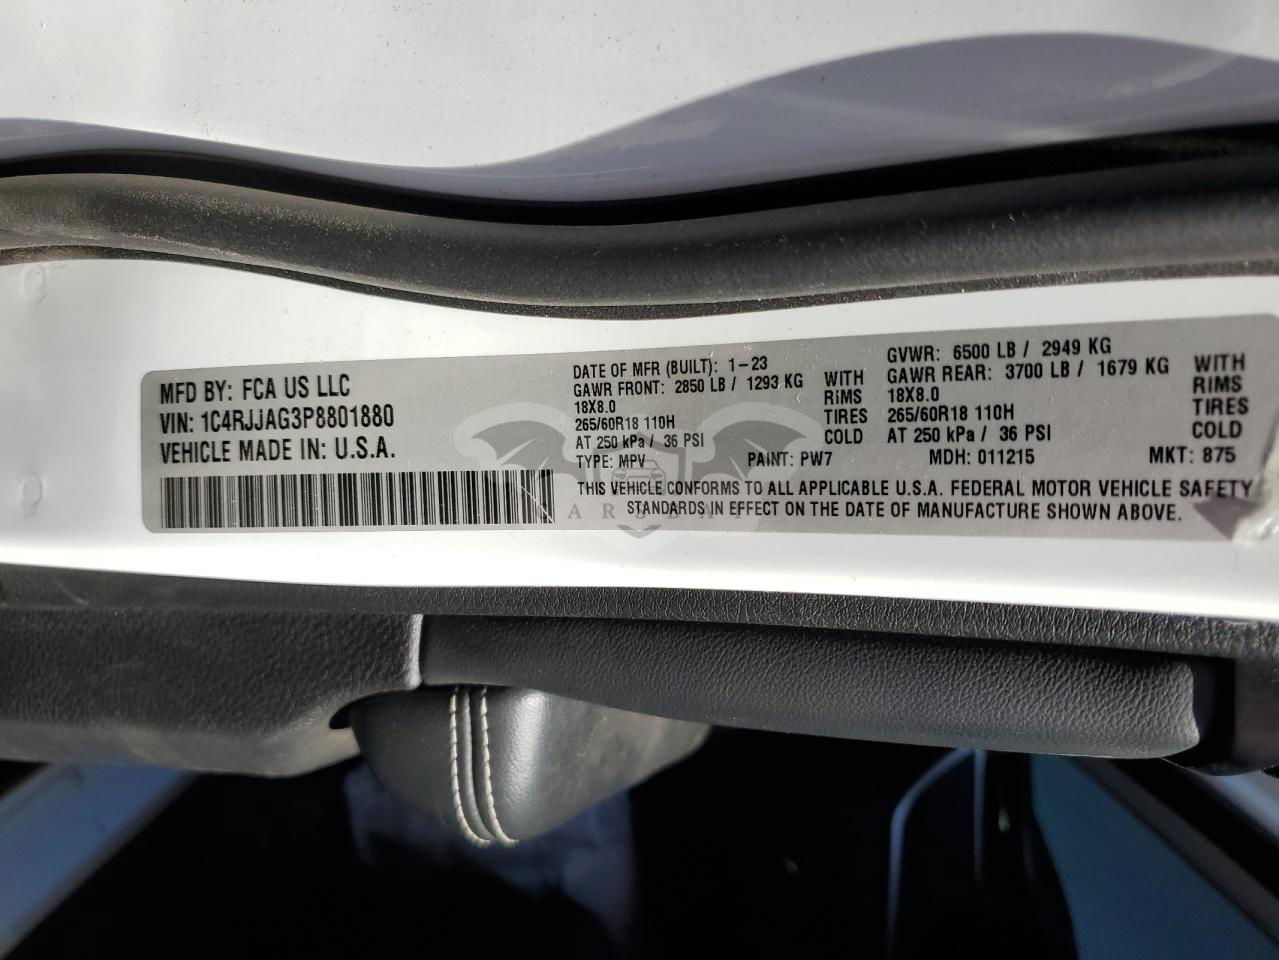 MFD BY: FCA US LLC
VIN: 1C4RJJAG3P8801880
VEHICLE MADE IN: U.S.A.
DATE OF MFR (BUILT): 1-23
GAWR FRONT: 2850 LB / 1293 KG
18X8.0
265/60R18 110H
AT 250 kPa / 36 PSI
WITH
RIMS
TIRES
COLD
GVWR: 6500 LB / 2949 KG
GAWR REAR: 3700 LB / 1679 KG
18X8.0
265/60R18 110H
AT 250 kPa / 36 PSI
WITH
RIMS
TIRES
COLD
TYPE: MPV PAINT: PW7 MDH: 011215 MKT: 875
THIS VEHICLE CONFORMS TO ALL APPLICABLE U.S.A. FEDERAL MOTOR VEHICLE SAFETY
STANDARDS IN EFFECT ON THE DATE OF MANUFACTURE SHOWN ABOVE.